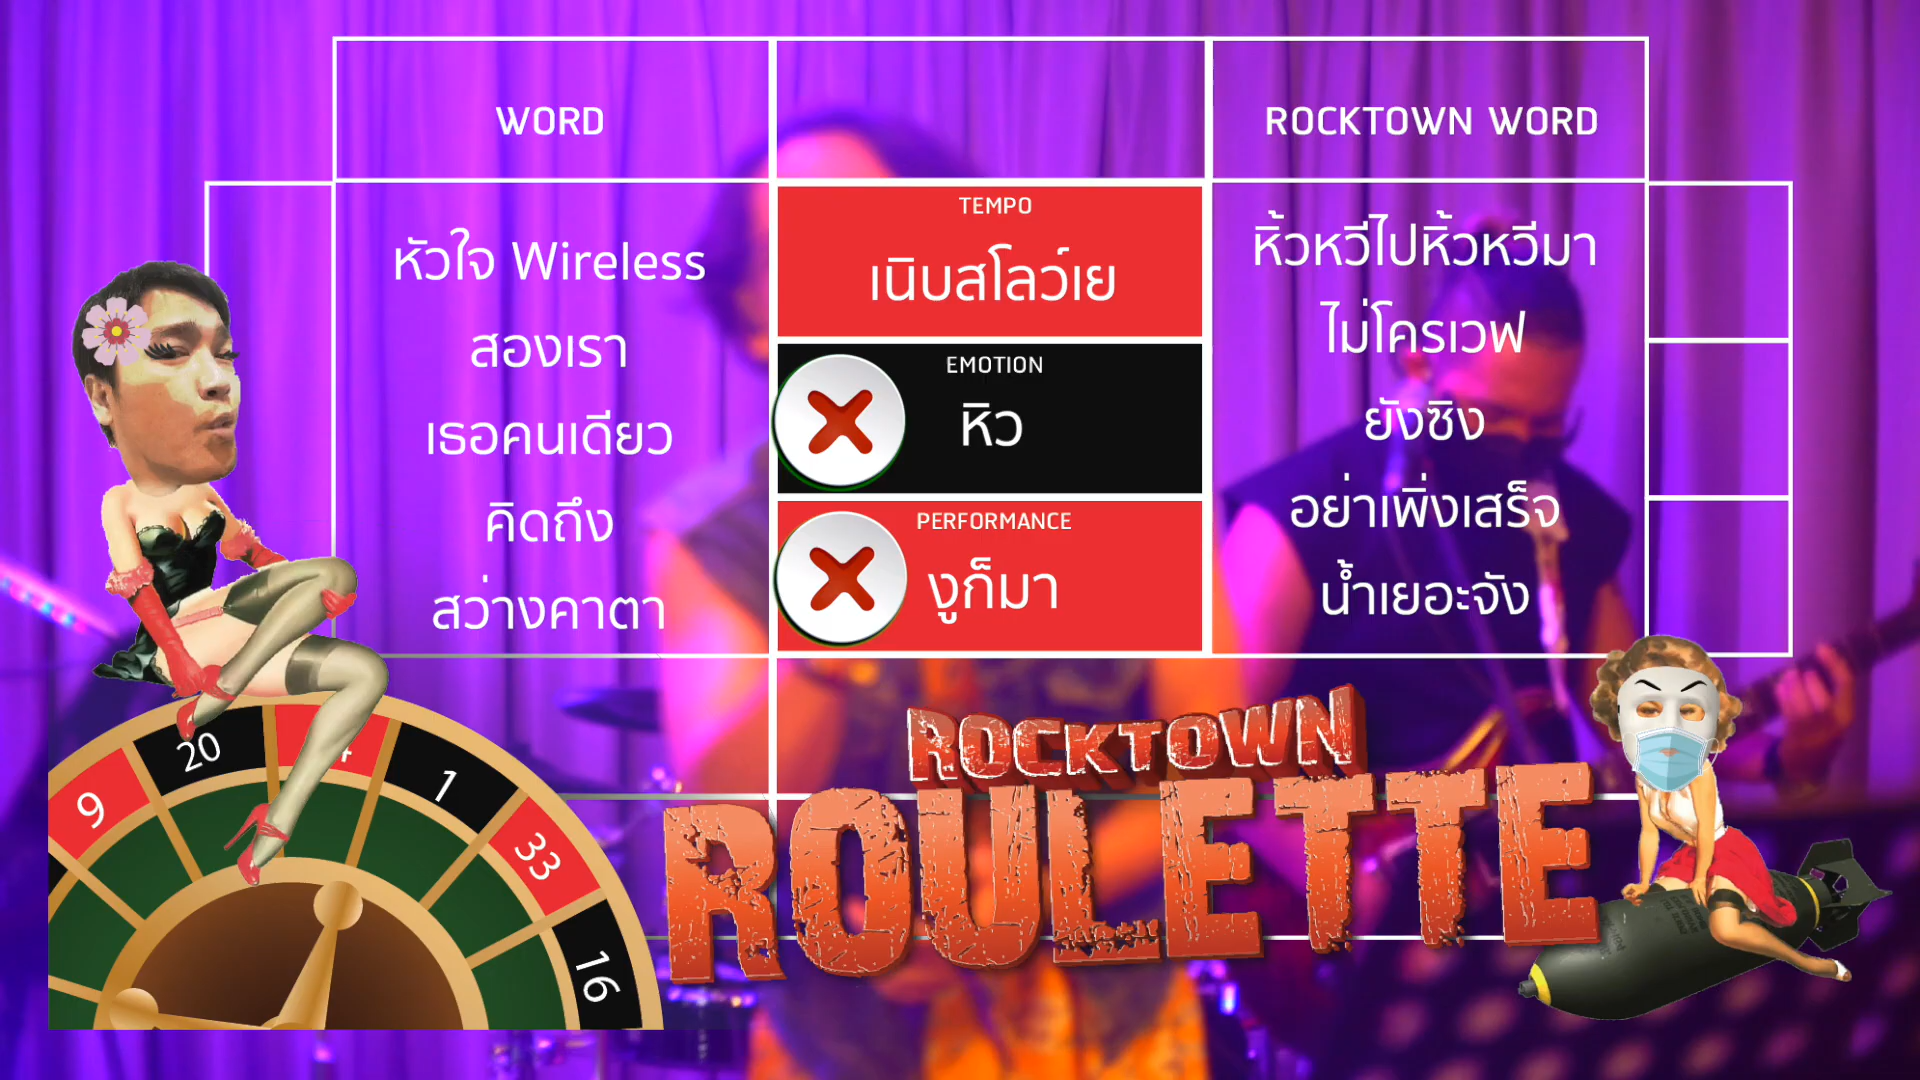 WORD
หัวใจ Wireless
สองเรา
เธอคนเดียว
คิดถึง
สว่างคาตา
TEMPO
เนิบสโลว์เย
EMOTION
หิว
PERFORMANCE
งูก็มา
ROCKTOWN WORD
หิ้วหวีไปหิ้วหวีมา
ไม่โครเวฟ
ยังซิง
อย่าเพิ่งเสร็จ
น้ำเยอะจัง
ROCKTOWN
ROULETTE
9
20
1
33
16